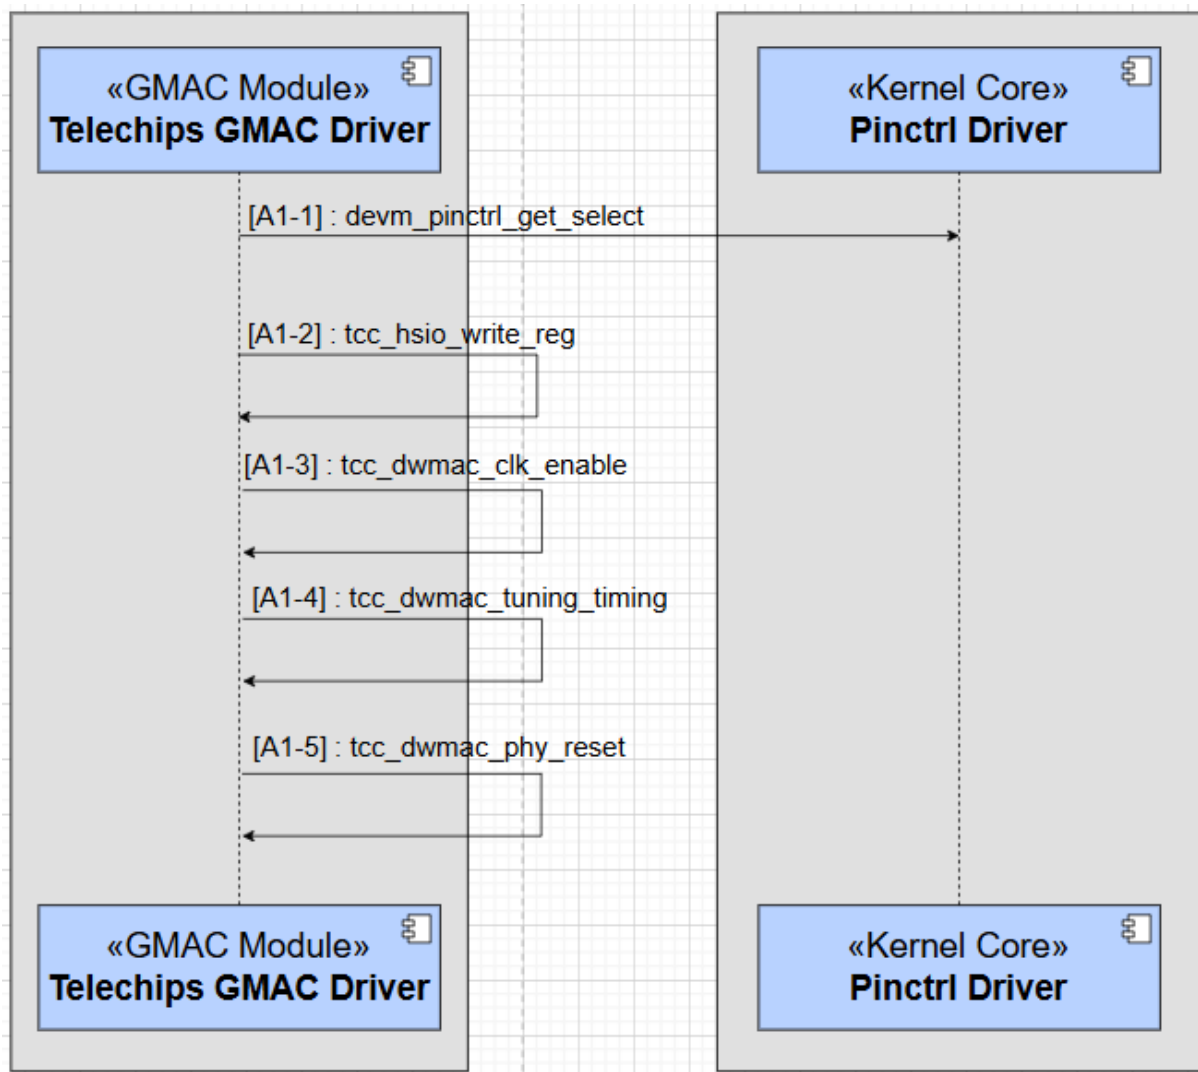 «GMAC Module»
Telechips GMAC Driver
«Kernel Core»
Pinctrl Driver
[A1-1] : devm_pinctrl_get_select
[A1-2] : tcc_hsio_write_reg
[A1-3] : tcc_dwmac_clk_enable
[A1-4] : tcc_dwmac_tuning_timing
[A1-5] : tcc_dwmac_phy_reset
«GMAC Module»
Telechips GMAC Driver
«Kernel Core»
Pinctrl Driver